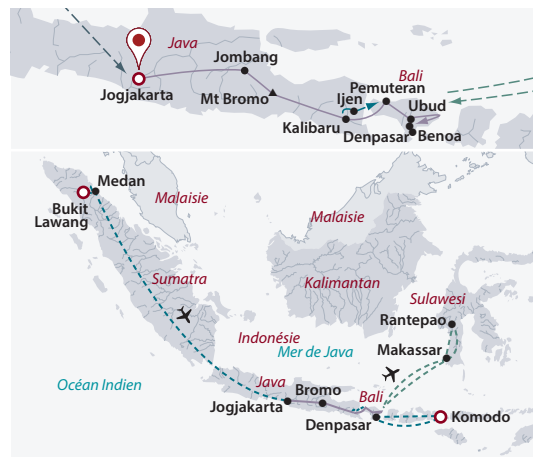 Java
Jombang
Jogjakarta
Mt Bromo
Ijen
Pemuteran
Bali
Ubud
Kalibaru
Denpasar
Benoa
Medan
Bukit
Lawang
Malaisie
Malaisie
Sumatra
Kalimantan
Sulawesi
Rantepao
Indonésie
Mer de Java
Makassar
Océan Indien
Java
Bromo
Bali
Jogjakarta
Denpasar
Komodo